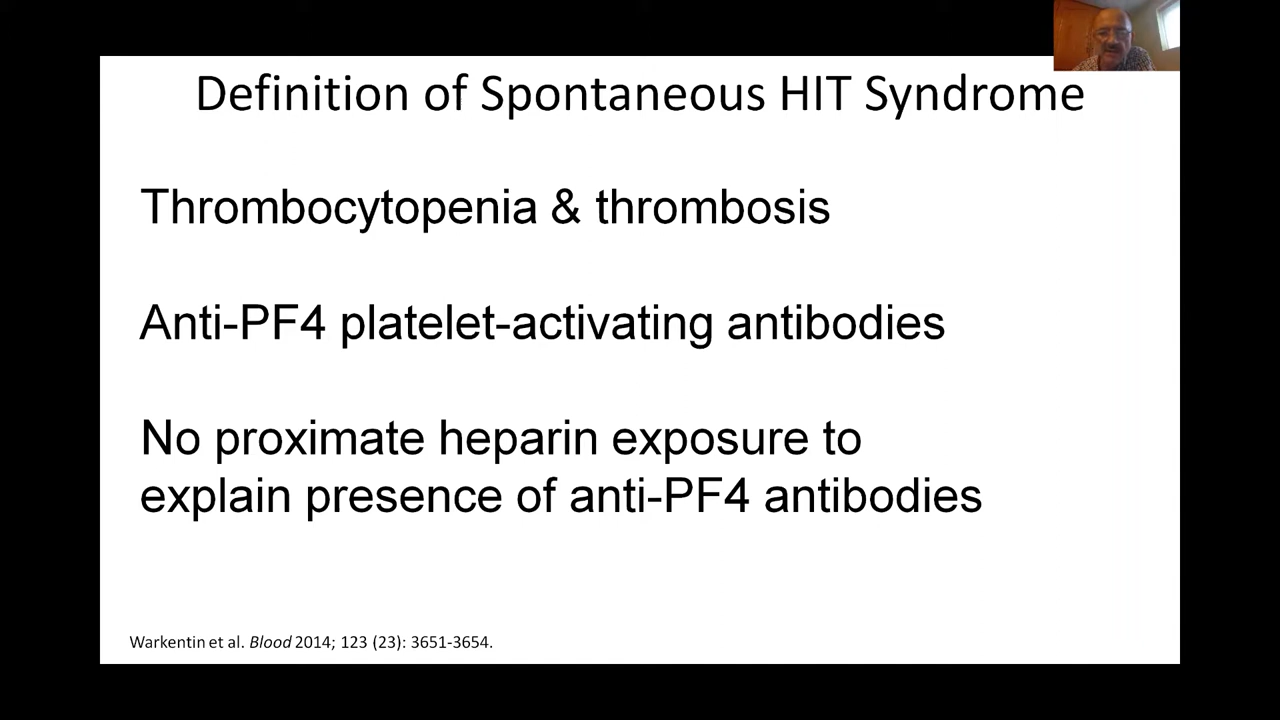 Definition of Spontaneous HIT Syndrome
Thrombocytopenia & thrombosis
Anti-PF4 platelet-activating antibodies
No proximate heparin exposure to
explain presence of anti-PF4 antibodies
Warkentin et al. Blood 2014; 123 (23): 3651-3654.